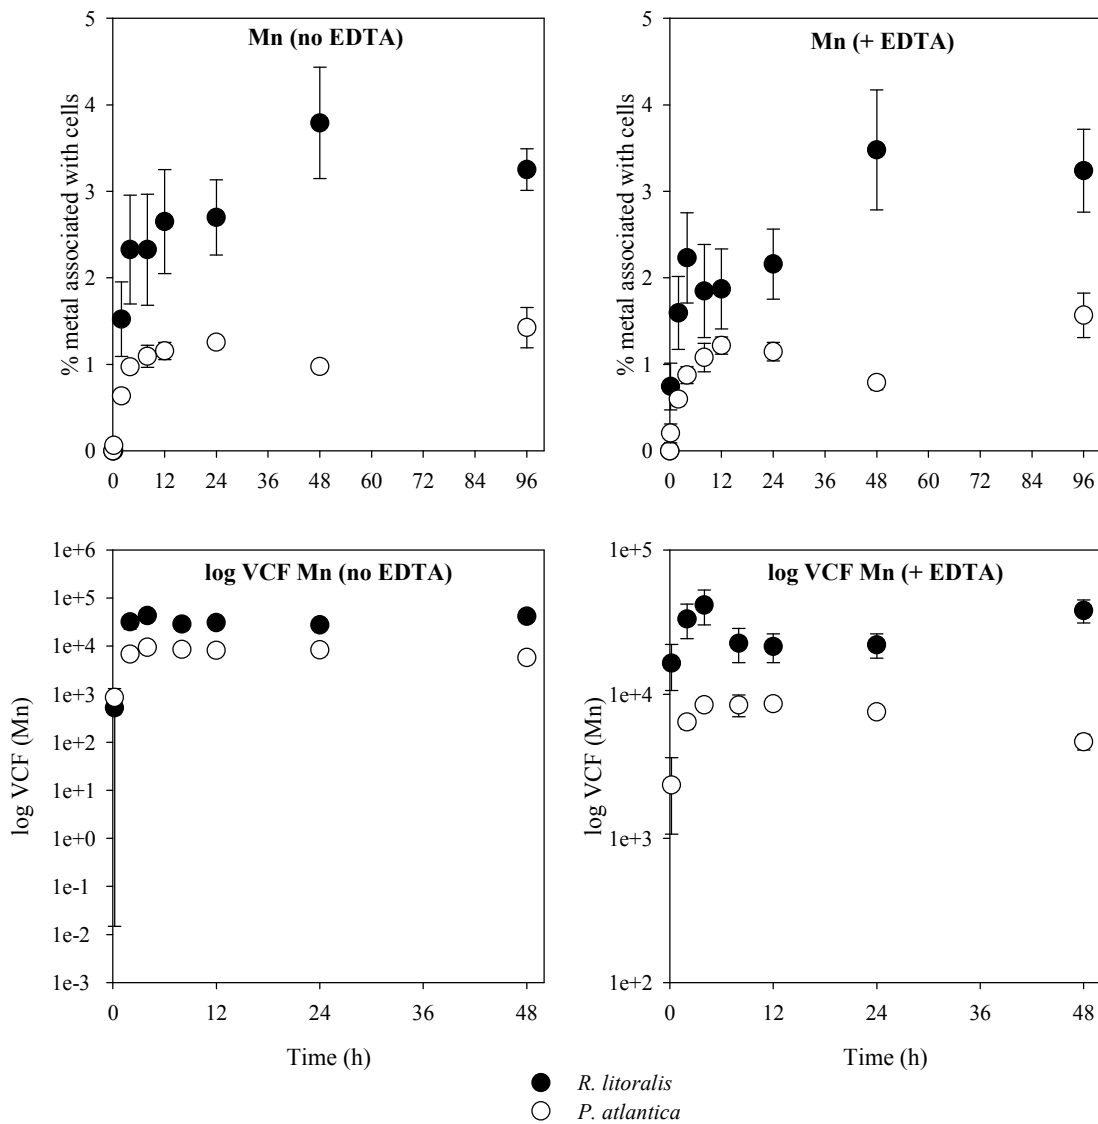 Mn (no EDTA)
% metal associated with cells
5
4
3
2
1
0
0 12 24 36 48 60 72 84 96
Mn (+ EDTA)
% metal associated with cells
5
4
3
2
1
0
0 12 24 36 48 60 72 84 96
log VCF Mn (no EDTA)
log VCF (Mn)
1e+6
1e+5
1e+4
1e+3
1e+2
1e+1
1e+0
1e-1
1e-2
1e-3
0 12 24 36 48
Time (h)
log VCF Mn (+ EDTA)
log VCF (Mn)
1e+5
1e+4
1e+3
1e+2
0 12 24 36 48
Time (h)
R. litoralis
P. atlantica